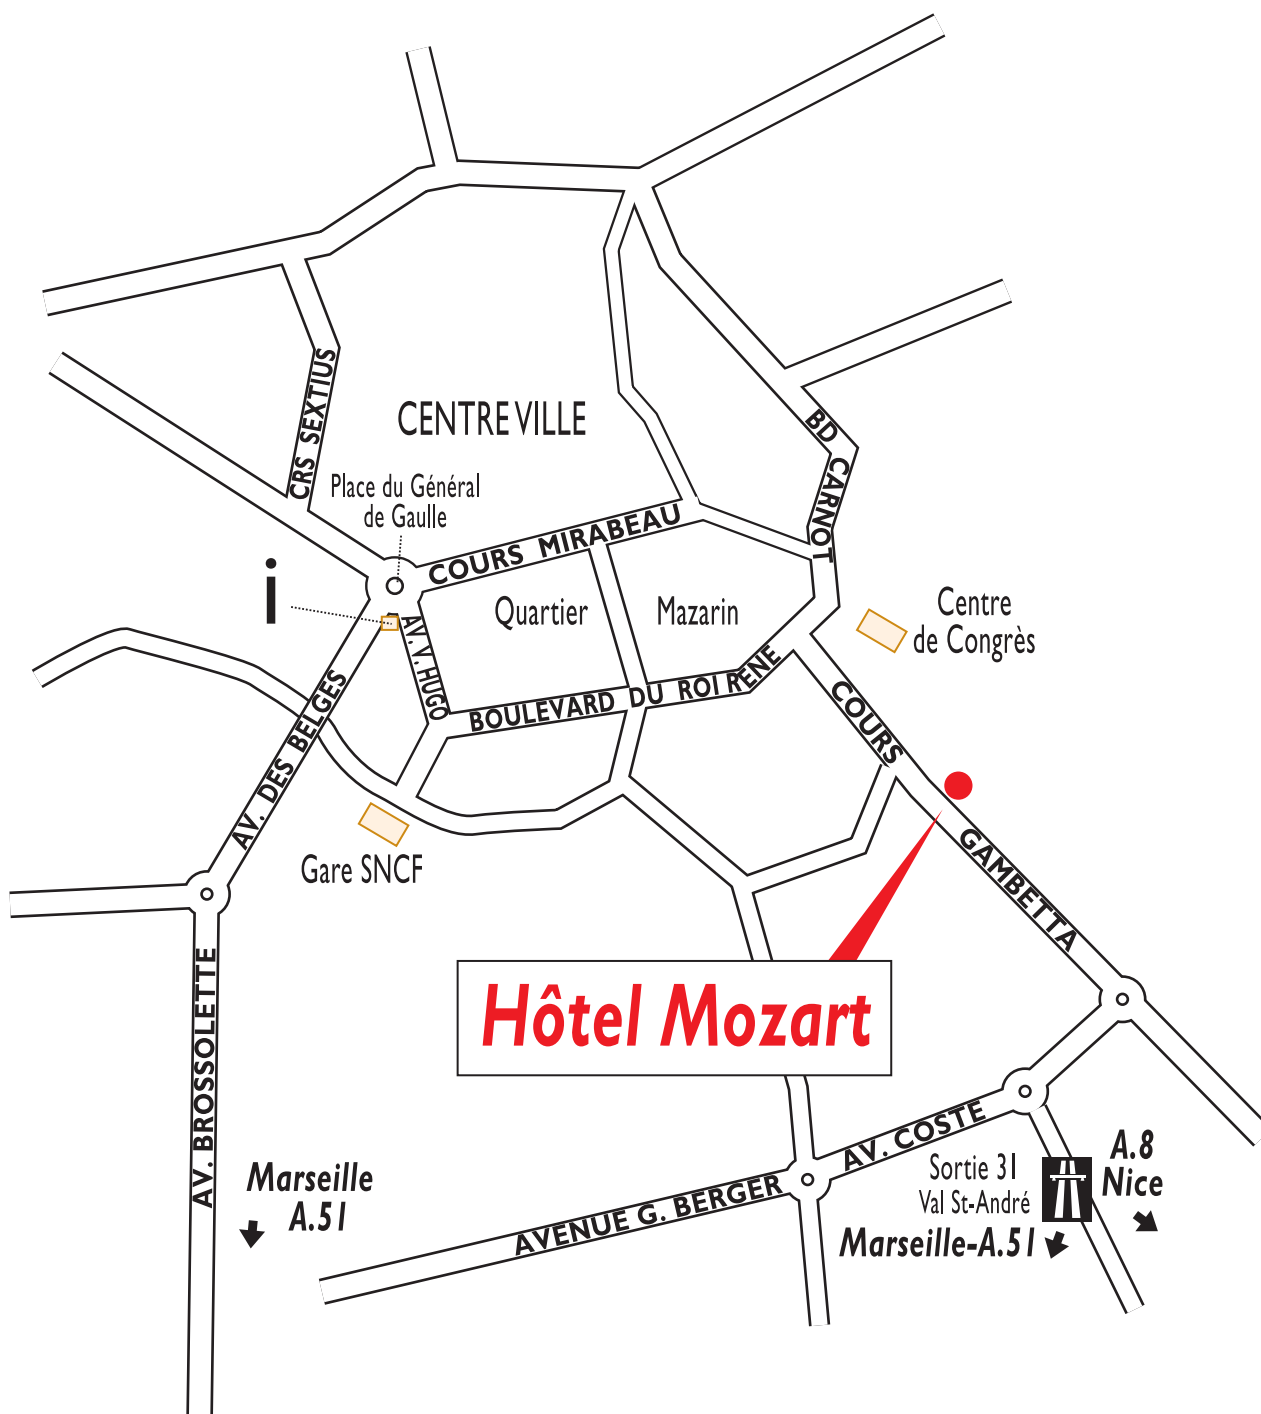 CRS SEXTIUS
CENTRE VILLE
BD CARNOT
Place du Général
de Gaulle
COURS MIRABEAU
i
Quartier
Mazarin
Centre
de Congrès
AV. V. HUGO
BOULEVARD DU ROI RENE
AV. DES BELGES
COURS GAMBETTA
Gare SNCF
AV. BROSSOLETTE
Hôtel Mozart
AV. COSTE
Marseille
A.51
AVENUE G. BERGER
Sortie 31
Val St-André
Marseille-A.51
A.8
Nice